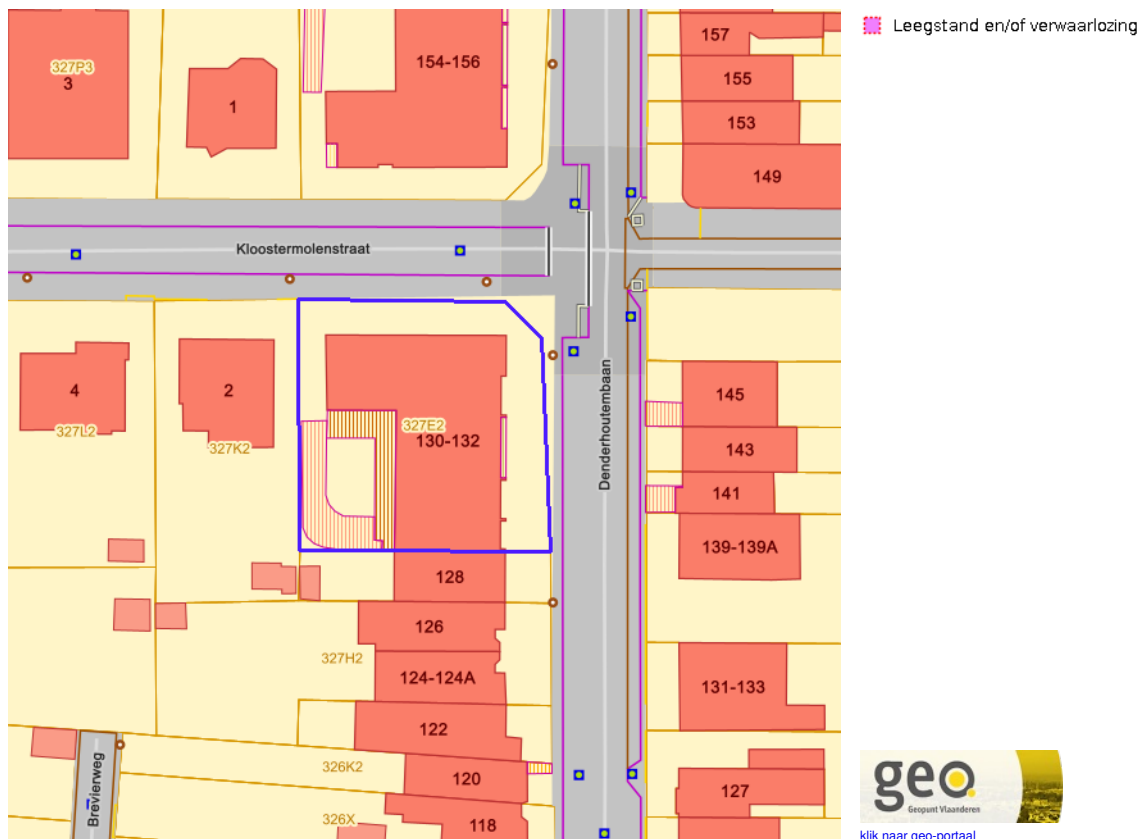 Leegstand en/of verwaarlozing
157
154-156
327P3
3
155
1
153
149
Kloostermolenstraat
Denderhoutembaan
4
2
145
327L2
327E2
327K2
130-132
143
141
139-139A
128
126
327H2
124-124A
131-133
122
326K2
120
127
Brevierweg
326X
118
geo
Geopunt Vlaanderen
klik naar geo-portaal